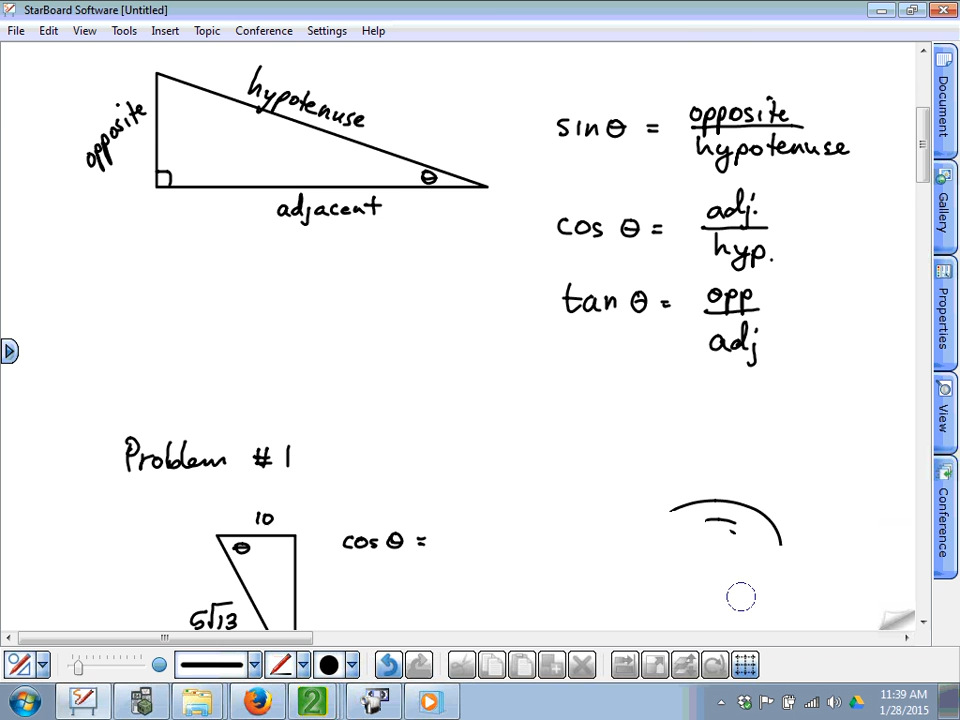 StarBoard Software [Untitled]
File Edit View Tools Insert Topic Conference Settings Help
opposite
hypotenuse
θ
adjacent
sin θ = opposite / hypotenuse
cos θ = adj. / hyp.
tan θ = opp / adj
Problem # 1
10
θ
5√13
cos θ =
Document
Gallery
Properties
View
Conference
2
11:39 AM
1/28/2015